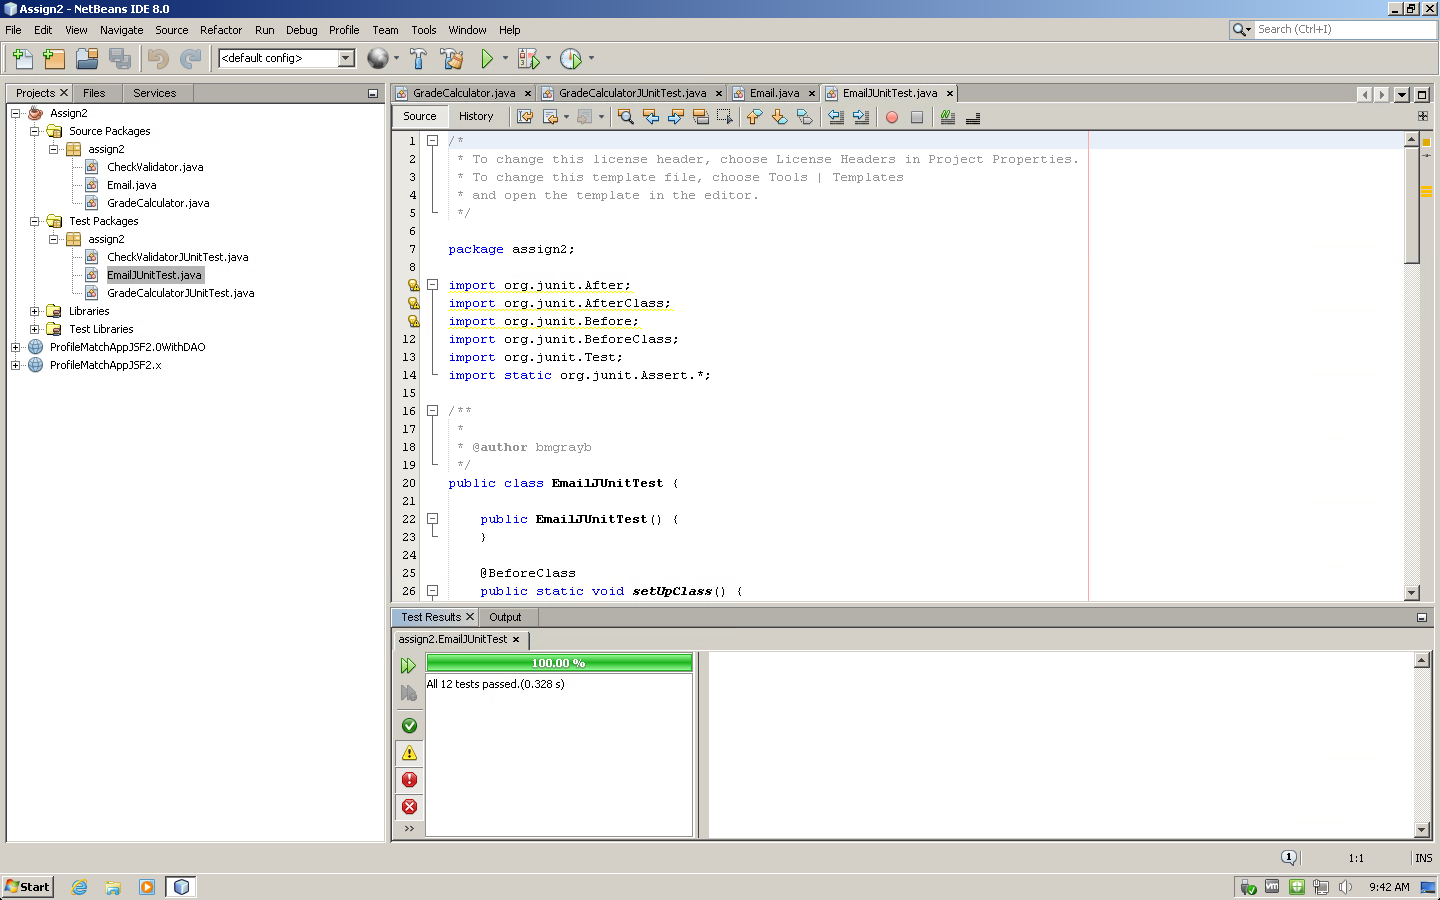 Assign2 - NetBeans IDE 8.0
File Edit View Navigate Source Refactor Run Debug Profile Team Tools Window Help
Search (Ctrl+I)
<default config>
Projects Files Services
Assign2
Source Packages
assign2
CheckValidator.java
Email.java
GradeCalculator.java
Test Packages
assign2
CheckValidatorJUnitTest.java
EmailJUnitTest.java
GradeCalculatorJUnitTest.java
Libraries
Test Libraries
ProfileMatchAppJSF2.0WithDAO
ProfileMatchAppJSF2.x
GradeCalculator.java GradeCalculatorJUnitTest.java Email.java EmailJUnitTest.java
Source History
1 /*
2 * To change this license header, choose License Headers in Project Properties.
3 * To change this template file, choose Tools | Templates
4 * and open the template in the editor.
5 */
6
7 package assign2;
8
import org.junit.After;
import org.junit.AfterClass;
import org.junit.Before;
12 import org.junit.BeforeClass;
13 import org.junit.Test;
14 import static org.junit.Assert.*;
15
16 /**
17 *
18 * @author bmgrayb
19 */
20 public class EmailJUnitTest {
21
22 public EmailJUnitTest() {
23 }
24
25 @BeforeClass
26 public static void setUpClass() {
Test Results Output
assign2.EmailJUnitTest
100.00 %
All 12 tests passed.(0.328 s)
1 1:1 INS
Start
vm
9:42 AM